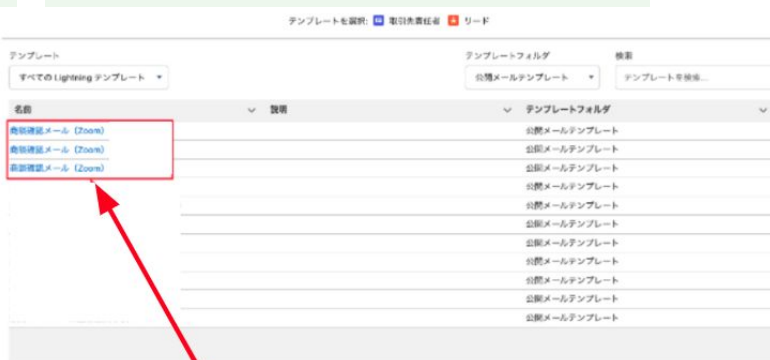 テンプレートを選択: 取引先責任者 リード
テンプレート テンプレートフォルダ 検索
すべての Lightning テンプレート 公開メールテンプレート テンプレートを検索...
名前 説明 テンプレートフォルダ
商談確認メール（Zoom） 公開メールテンプレート
商談確認メール（Zoom） 公開メールテンプレート
商談確認メール（Zoom） 公開メールテンプレート
公開メールテンプレート
公開メールテンプレート
公開メールテンプレート
公開メールテンプレート
公開メールテンプレート
公開メールテンプレート
公開メールテンプレート
公開メールテンプレート